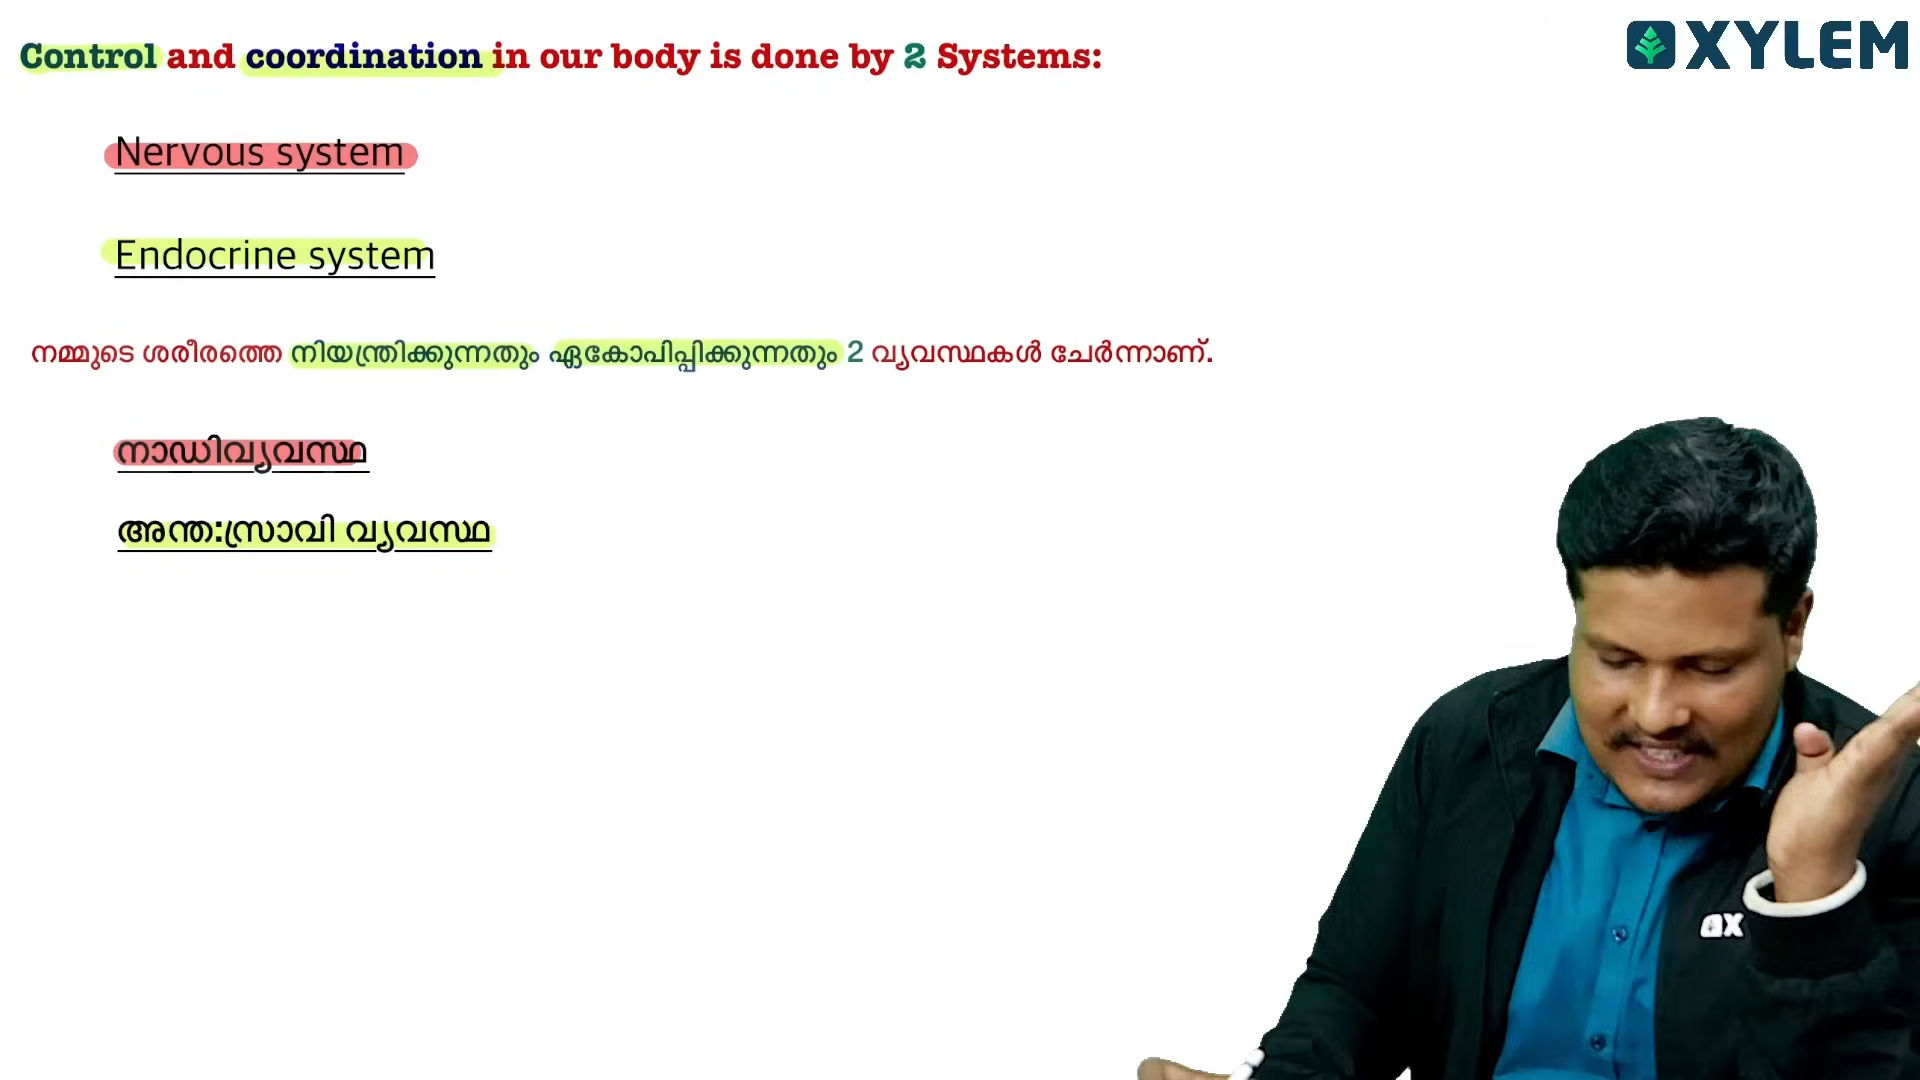 Control and coordination in our body is done by 2 Systems:
XYLEM
Nervous system
Endocrine system
നമ്മുടെ ശരീരത്തെ നിയന്ത്രിക്കുന്നതും ഏകോപിപ്പിക്കുന്നതും 2 വ്യവസ്ഥകൾ ചേർന്നാണ്.
നാഡിവ്യവസ്ഥ
അന്ത:സ്രാവി വ്യവസ്ഥ